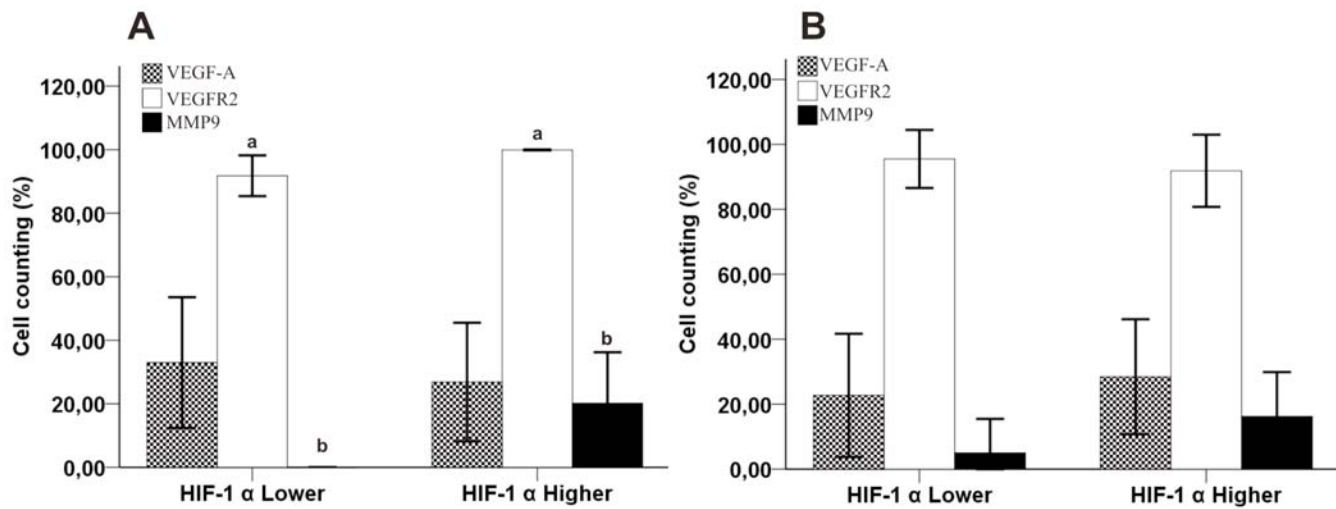 A
VEGF-A
VEGFR2
MMP9
120,00
100,00
80,00
60,00
40,00
20,00
0,00
Cell counting (%)
a
b
a
b
HIF-1 α Lower
HIF-1 α Higher
B
VEGF-A
VEGFR2
MMP9
120,00
100,00
80,00
60,00
40,00
20,00
0,00
Cell counting (%)
HIF-1 α Lower
HIF-1 α Higher